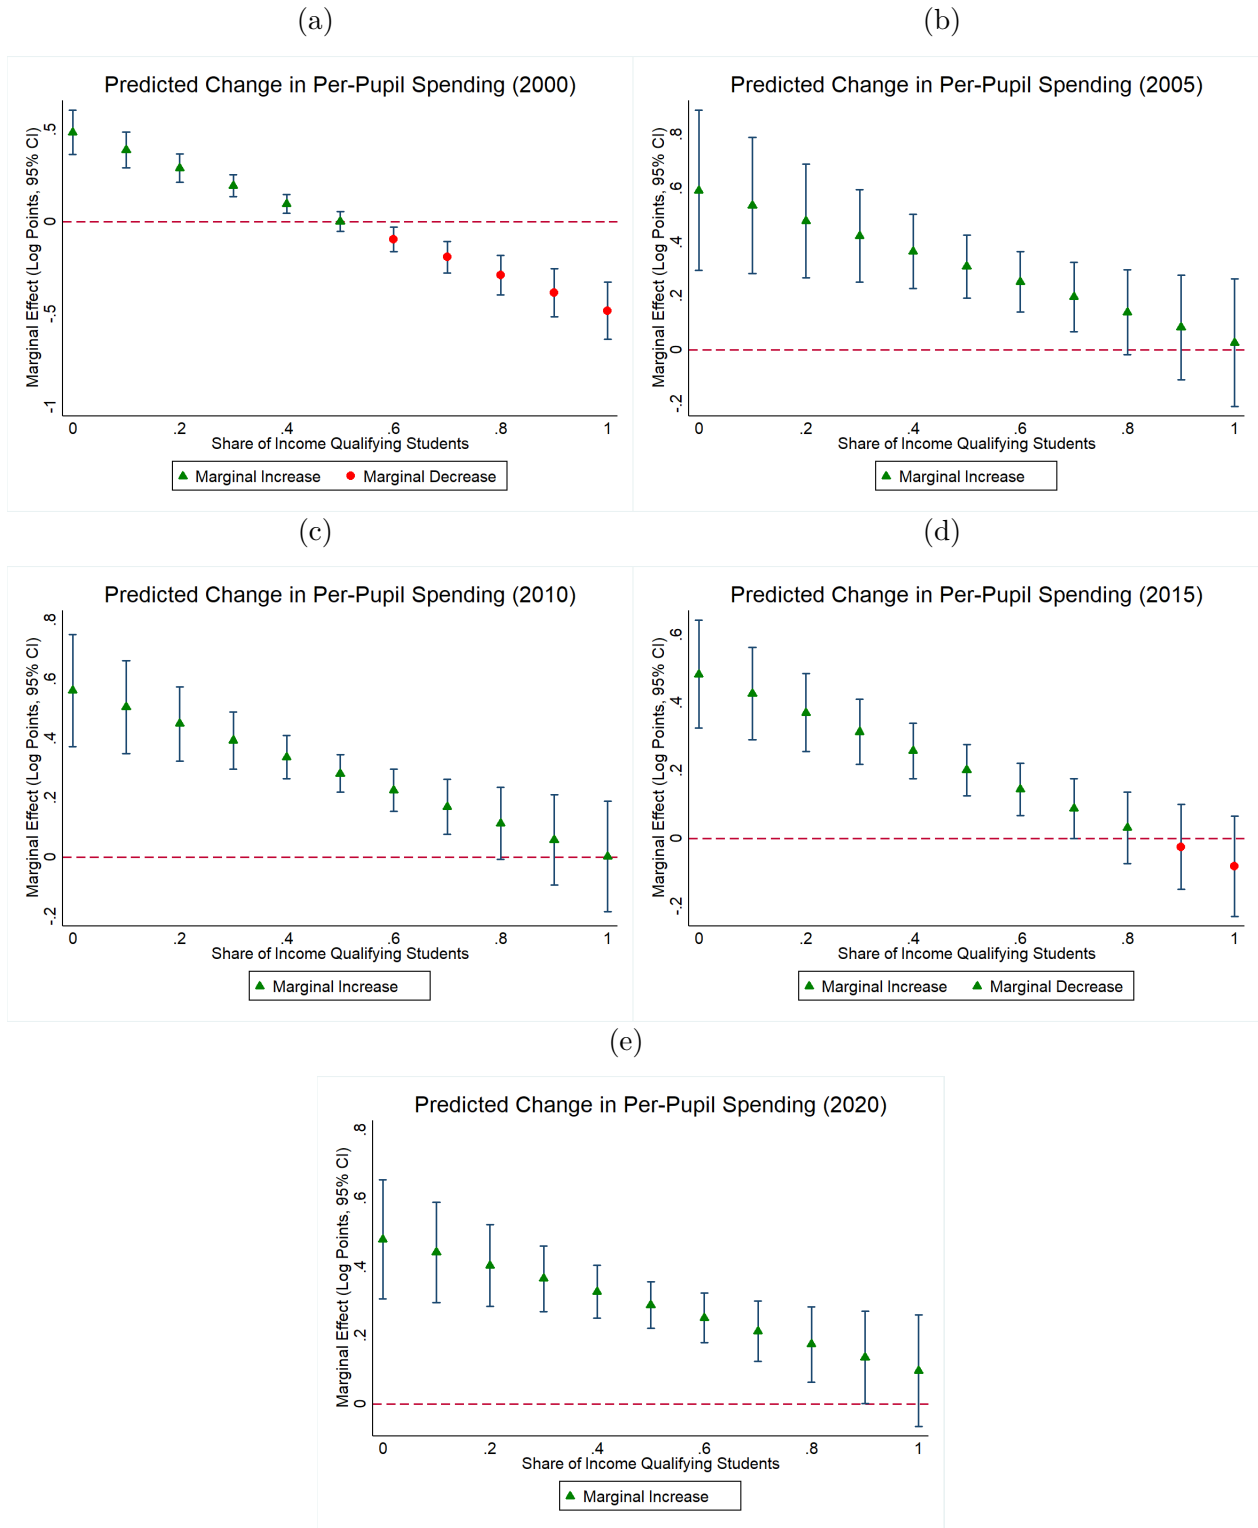 (a)
Predicted Change in Per-Pupil Spending (2000)
Marginal Effect (Log Points, 95% CI)
.5
0
-.5
-1
0 .2 .4 .6 .8 1
Share of Income Qualifying Students
Marginal Increase Marginal Decrease
(b)
Predicted Change in Per-Pupil Spending (2005)
Marginal Effect (Log Points, 95% CI)
.8
.6
.4
.2
0
-.2
0 .2 .4 .6 .8 1
Share of Income Qualifying Students
Marginal Increase
(c)
Predicted Change in Per-Pupil Spending (2010)
Marginal Effect (Log Points, 95% CI)
.8
.6
.4
.2
0
-.2
0 .2 .4 .6 .8 1
Share of Income Qualifying Students
Marginal Increase
(d)
Predicted Change in Per-Pupil Spending (2015)
Marginal Effect (Log Points, 95% CI)
.6
.4
.2
0
-.2
0 .2 .4 .6 .8 1
Share of Income Qualifying Students
Marginal Increase Marginal Decrease
(e)
Predicted Change in Per-Pupil Spending (2020)
Marginal Effect (Log Points, 95% CI)
.8
.6
.4
.2
0
0 .2 .4 .6 .8 1
Share of Income Qualifying Students
Marginal Increase